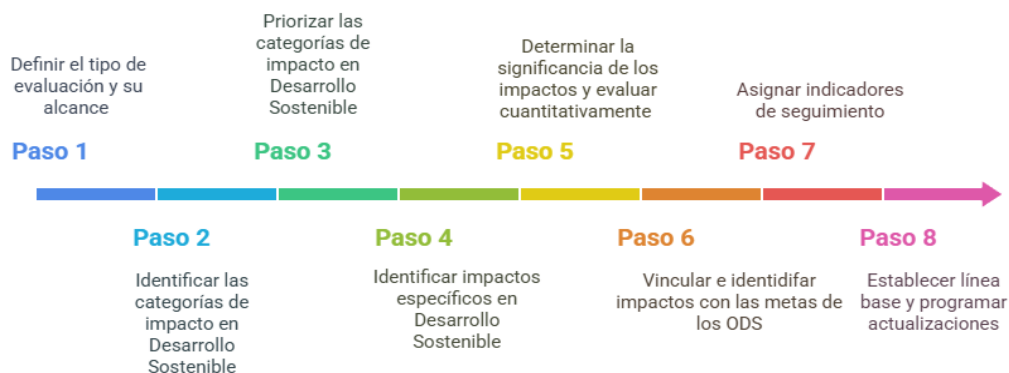 Paso 1
Definir el tipo de
evaluación y su
alcance
Paso 2
Identificar las
categorías de
impacto en
Desarrollo
Sostenible
Paso 3
Priorizar las
categorías de
impacto en
Desarrollo
Sostenible
Paso 4
Identificar impactos
específicos en
Desarrollo
Sostenible
Paso 5
Determinar la
significancia de los
impactos y evaluar
cuantitativamente
Paso 6
Vincular e identidifar
impactos con las metas de
los ODS
Paso 7
Asignar indicadores
de seguimiento
Paso 8
Establecer línea
base y programar
actualizaciones